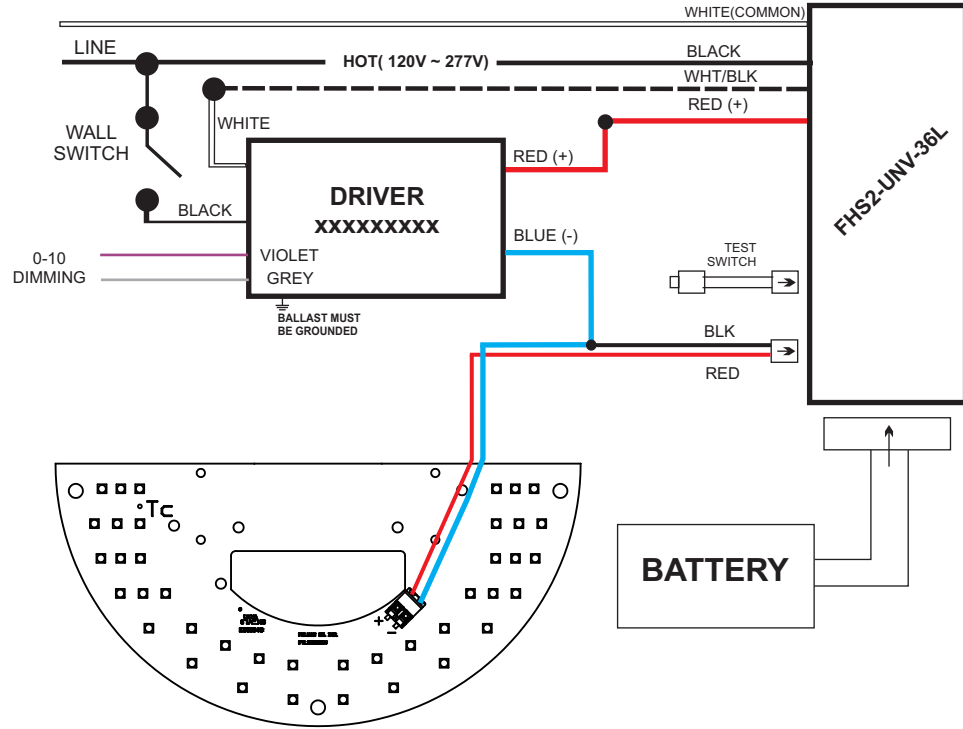 WHITE(COMMON)
LINE
HOT( 120V ~ 277V)
BLACK
WHT/BLK
RED (+)
WHITE
WALL
SWITCH
RED (+)
DRIVER
xxxxxxxxx
FHS2-UNV-36L
BLACK
BLUE (-)
VIOLET
0-10
DIMMING
GREY
TEST
SWITCH
BALLAST MUST
BE GROUNDED
BLK
RED
Tc
BATTERY
+
−